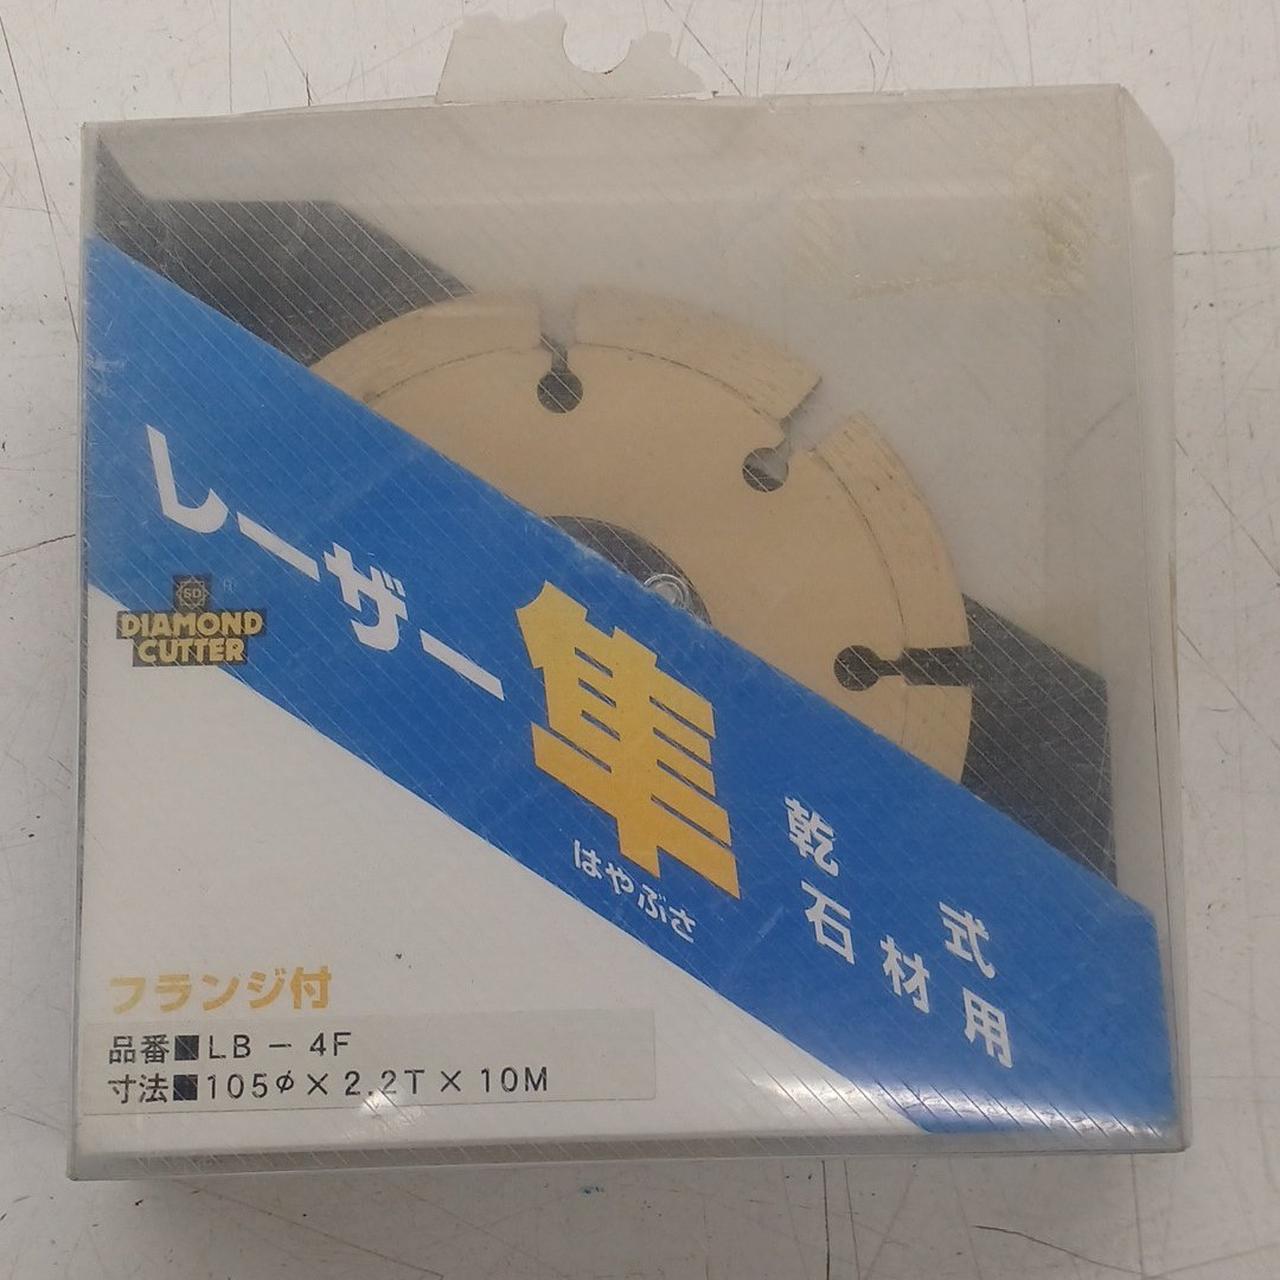 レーザー隼
はやぶさ
乾式
石材用
SD ®
DIAMOND
CUTTER
フランジ付
品番■LB-4F
寸法■105φ×2.2T×10M